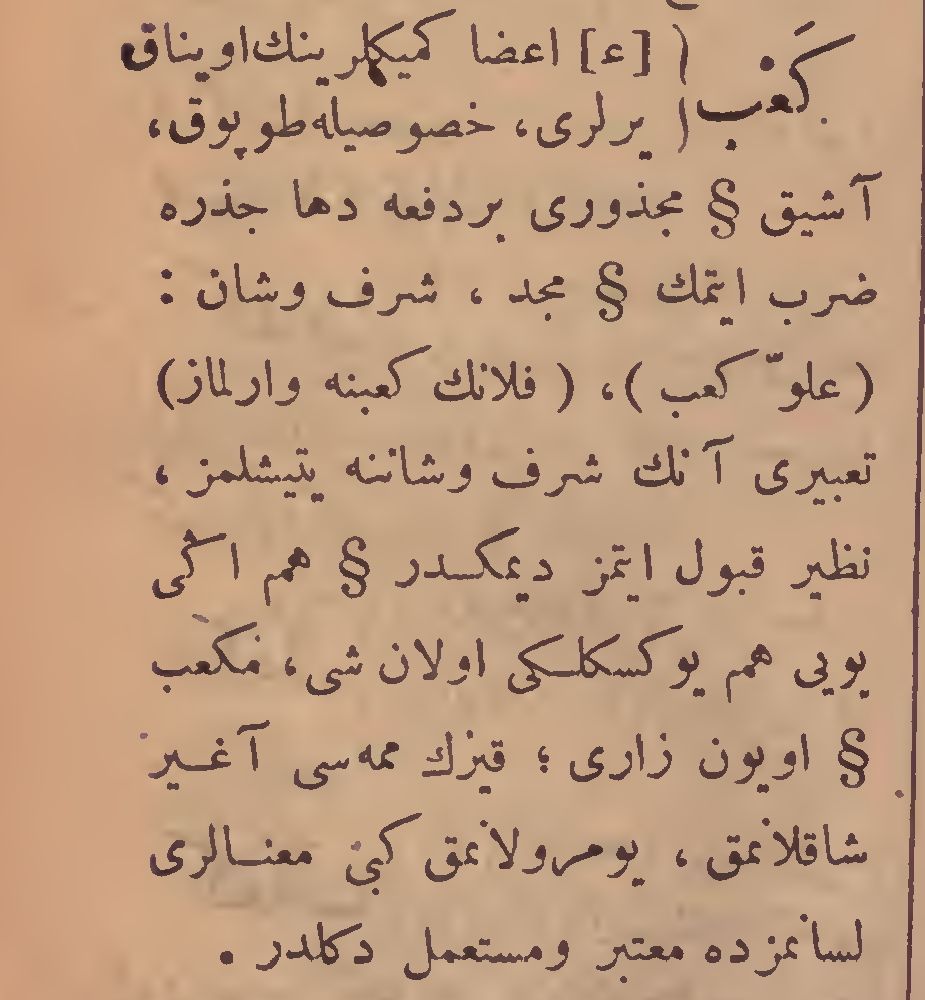 كَعْب ( [ع] اعضا كميكلرينك اويناق
( يرلرى، خصوصيله طوپوق،
آشيق § مجذورى بردفعه دها جذره
ضرب ايتمك § مجد ، شرف وشان :
( علوّ كعب ) ، ( فلانك كعبنه وارلماز)
تعبيرى آنك شرف وشاننه يتيشلمز ،
نظير قبول ايتمز ديمكدر § هم اڭى
بويى هم يوكسكلكى اولان شى، مكعب
§ اويون زارى ؛ قيزك ممه سى آغير
شاقلانمق ، يومرولانمق كبى معنالرى
لسانمزده معتبر ومستعمل دكلدر .